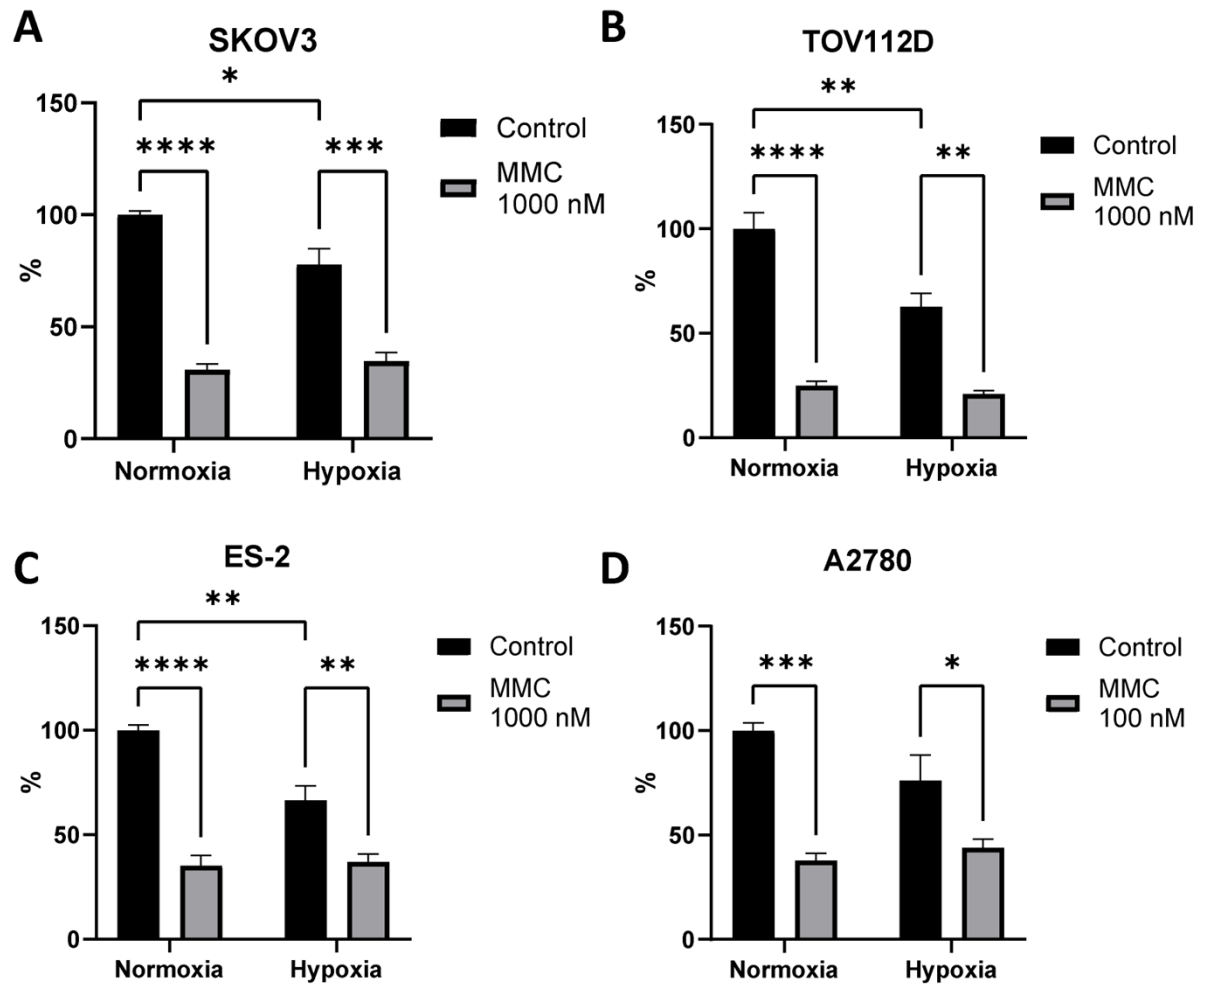 A
SKOV3
*
150
****
***
100
%
50
0
Normoxia
Hypoxia
Control
MMC
1000 nM
B
TOV112D
**
150
****
**
100
%
50
0
Normoxia
Hypoxia
Control
MMC
1000 nM
C
ES-2
**
150
****
**
100
%
50
0
Normoxia
Hypoxia
Control
MMC
1000 nM
D
A2780
150
***
*
100
%
50
0
Normoxia
Hypoxia
Control
MMC
100 nM